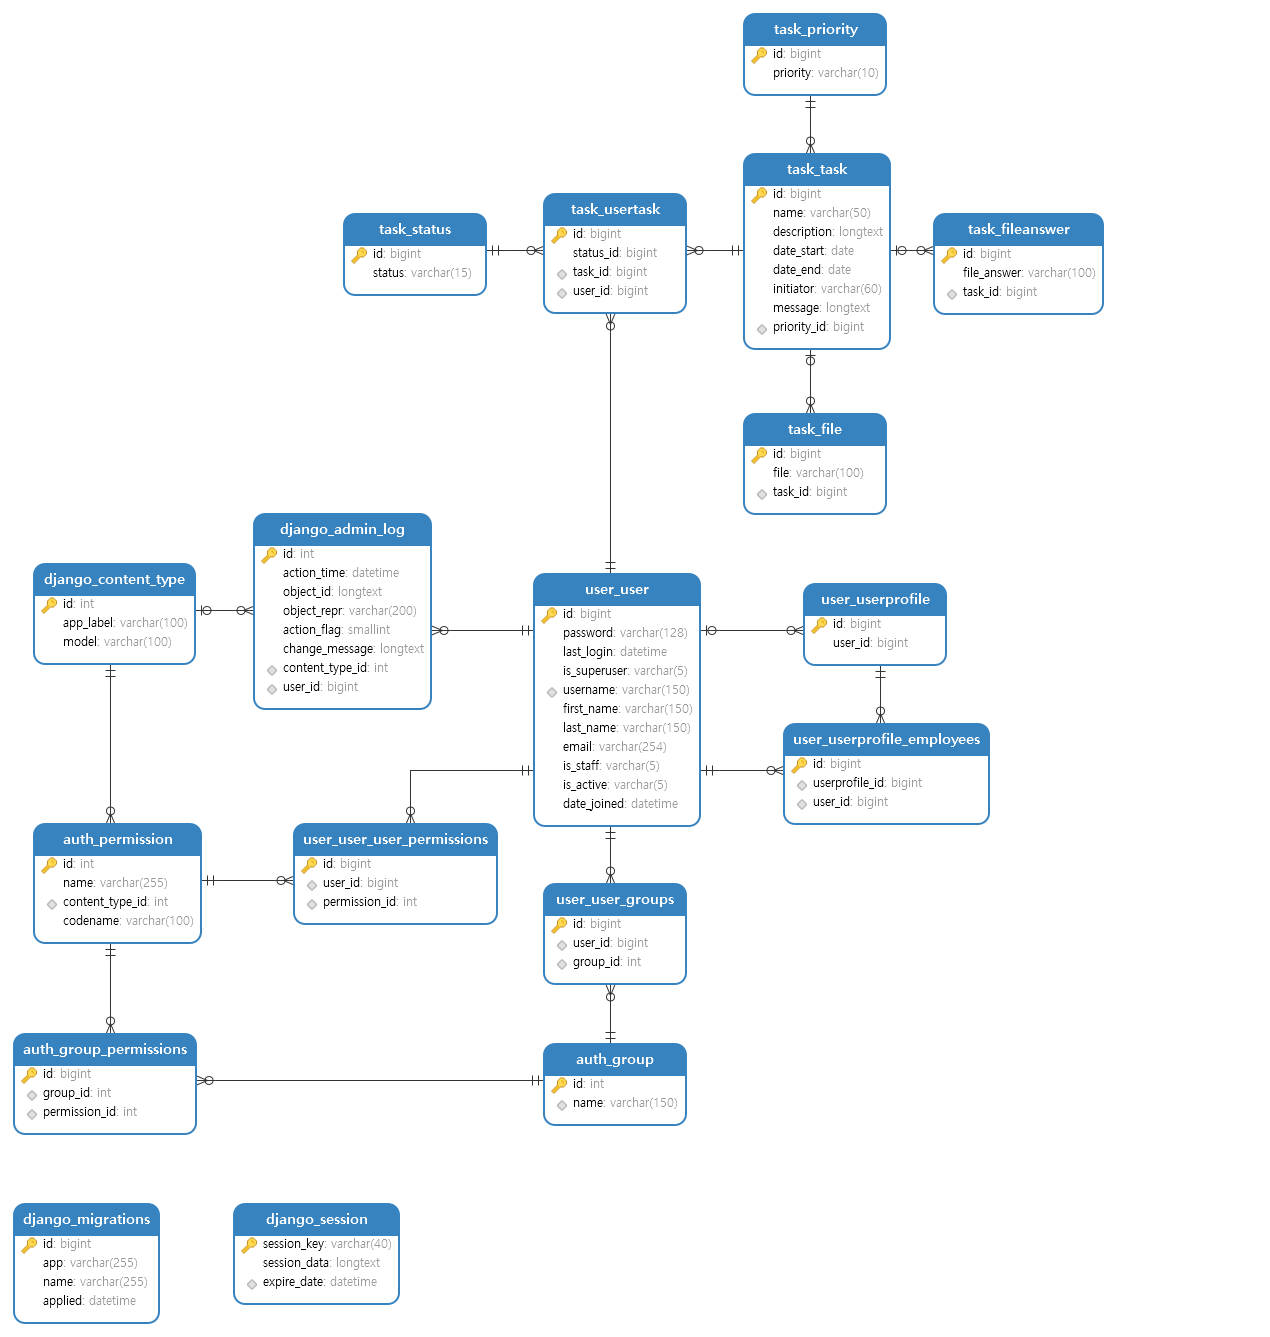 task_priority
id: bigint
priority: varchar(10)
task_task
id: bigint
name: varchar(50)
description: longtext
date_start: date
date_end: date
initiator: varchar(60)
message: longtext
priority_id: bigint
task_usertask
id: bigint
status_id: bigint
task_id: bigint
user_id: bigint
task_status
id: bigint
status: varchar(15)
task_fileanswer
id: bigint
file_answer: varchar(100)
task_id: bigint
task_file
id: bigint
file: varchar(100)
task_id: bigint
django_admin_log
id: int
action_time: datetime
object_id: longtext
object_repr: varchar(200)
action_flag: smallint
change_message: longtext
content_type_id: int
user_id: bigint
django_content_type
id: int
app_label: varchar(100)
model: varchar(100)
user_user
id: bigint
password: varchar(128)
last_login: datetime
is_superuser: varchar(5)
username: varchar(150)
first_name: varchar(150)
last_name: varchar(150)
email: varchar(254)
is_staff: varchar(5)
is_active: varchar(5)
date_joined: datetime
user_userprofile
id: bigint
user_id: bigint
user_userprofile_employees
id: bigint
userprofile_id: bigint
user_id: bigint
auth_permission
id: int
name: varchar(255)
content_type_id: int
codename: varchar(100)
user_user_user_permissions
id: bigint
user_id: bigint
permission_id: int
user_user_groups
id: bigint
user_id: bigint
group_id: int
auth_group_permissions
id: bigint
group_id: int
permission_id: int
auth_group
id: int
name: varchar(150)
django_migrations
id: bigint
app: varchar(255)
name: varchar(255)
applied: datetime
django_session
session_key: varchar(40)
session_data: longtext
expire_date: datetime